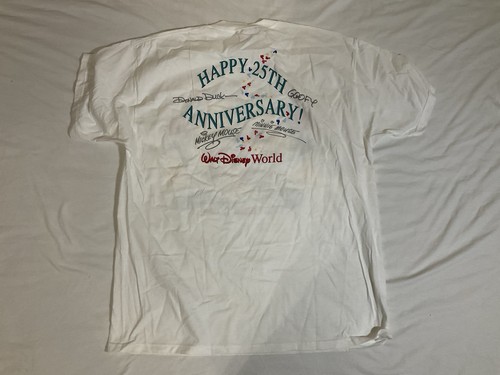 HAPPY 25TH
Donald Duck GOOFY
ANNIVERSARY!
Mickey Mouse Minnie Mouse
Walt Disney World